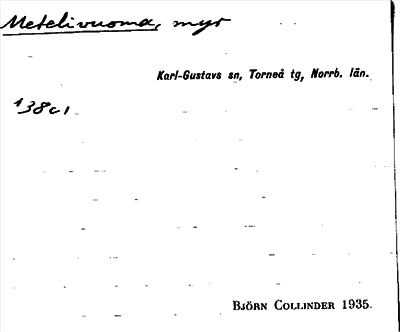 Metelivuoma, myr
Karl-Gustavs sn, Torneå tg, Norrb. län.
138c1
BJÖRN COLLINDER 1935.